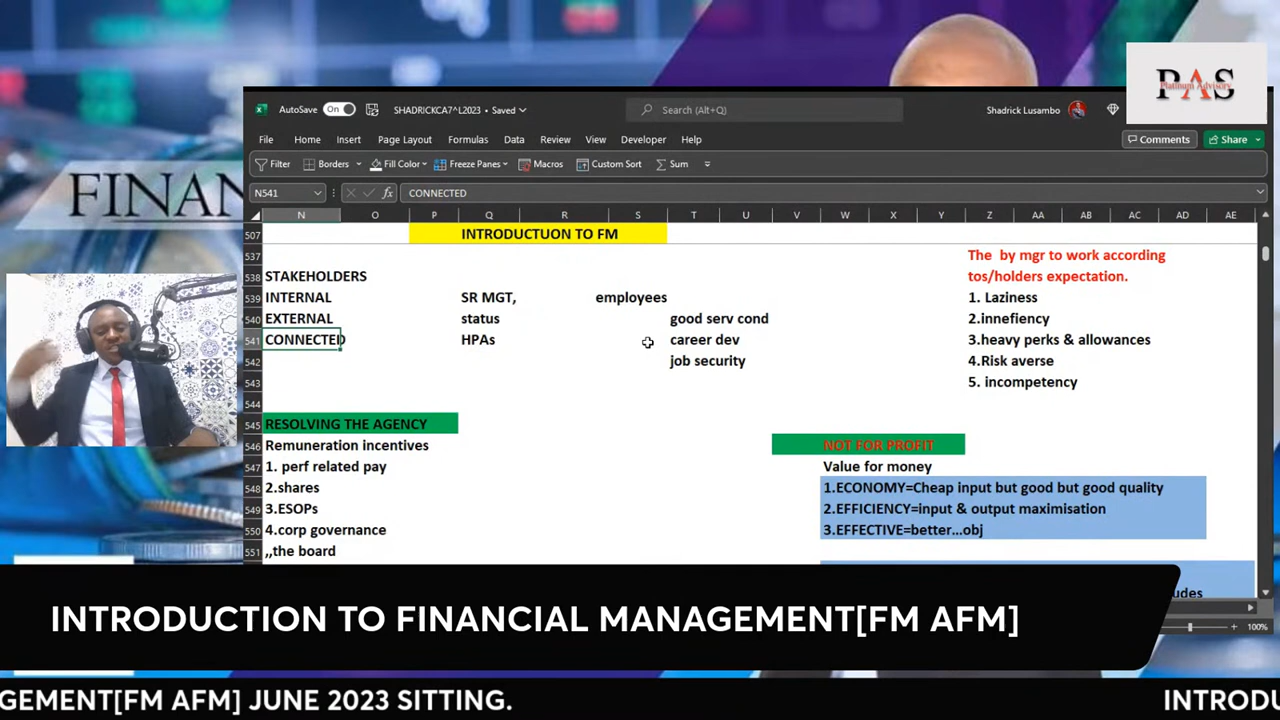 FINAN
PAS
Platinum Advisory
AutoSave On SHADRICKCA7^L2023 • Saved Search (Alt+Q) Shadrick Lusambo
File Home Insert Page Layout Formulas Data Review View Developer Help Comments Share
Filter Borders Fill Color Freeze Panes Macros Custom Sort Sum
N541 fx CONNECTED
N O P Q R S T U V W X Y Z AA AB AC AD AE
507 INTRODUCTUON TO FM
537 The by mgr to work according
538 STAKEHOLDERS tos/holders expectation.
539 INTERNAL SR MGT, employees 1. Laziness
540 EXTERNAL status good serv cond 2.innefiency
541 CONNECTED HPAs career dev 3.heavy perks & allowances
542 job security 4.Risk averse
543 5. incompetency
544
545 RESOLVING THE AGENCY
546 Remuneration incentives NOT FOR PROFIT
547 1. perf related pay Value for money
548 2.shares 1.ECONOMY=Cheap input but good but good quality
549 3.ESOPs 2.EFFICIENCY=input & output maximisation
550 4.corp governance 3.EFFECTIVE=better...obj
551 ,,the board
udes
100%
INTRODUCTION TO FINANCIAL MANAGEMENT[FM AFM]
GEMENT[FM AFM] JUNE 2023 SITTING. INTRODU